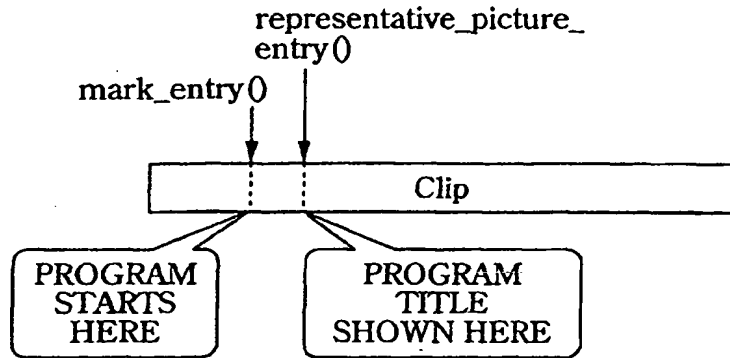 representative_picture_
entry()
mark_entry()
Clip
PROGRAM
STARTS
HERE
PROGRAM
TITLE
SHOWN HERE